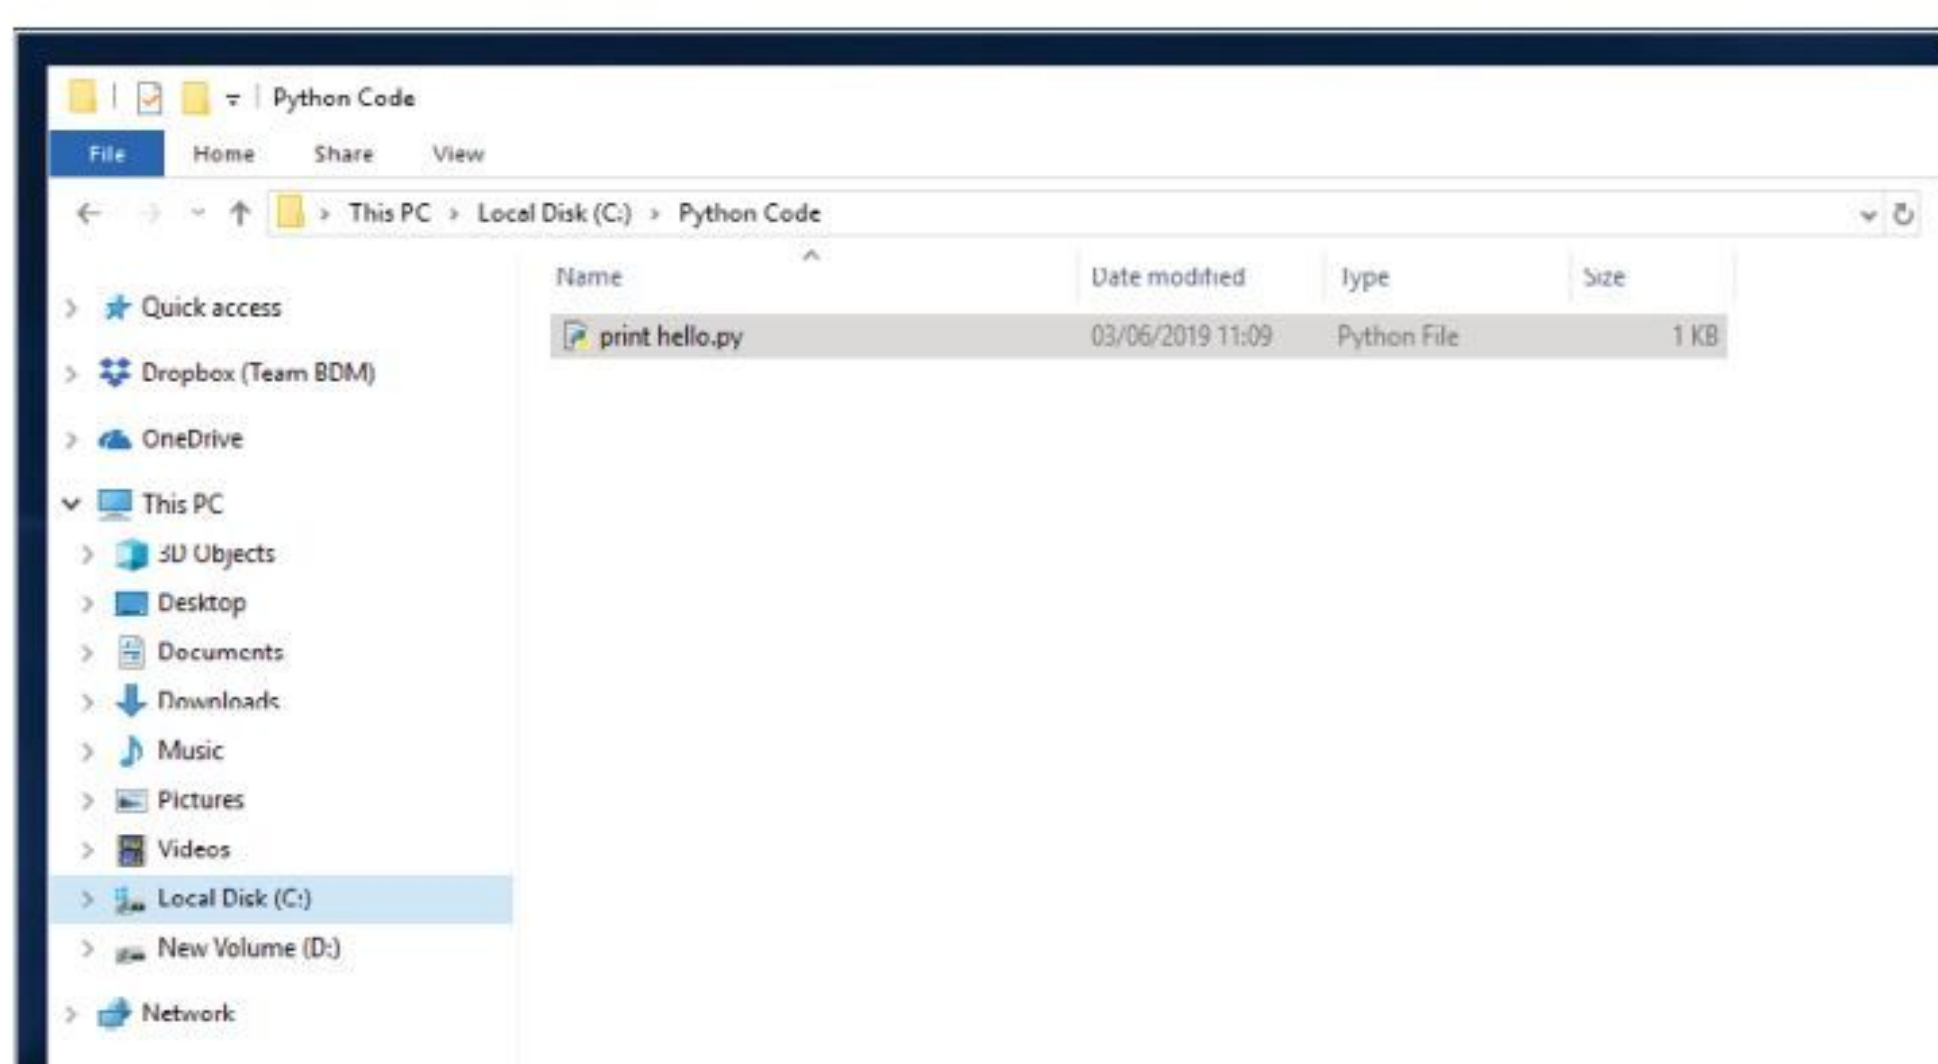 Python Code
File Home Share View
This PC > Local Disk (C:) > Python Code
Name Date modified Type Size
print hello.py 03/06/2019 11:09 Python File 1 KB
Quick access
Dropbox (Team BDM)
OneDrive
This PC
3D Objects
Desktop
Documents
Downloads
Music
Pictures
Videos
Local Disk (C:)
New Volume (D:)
Network